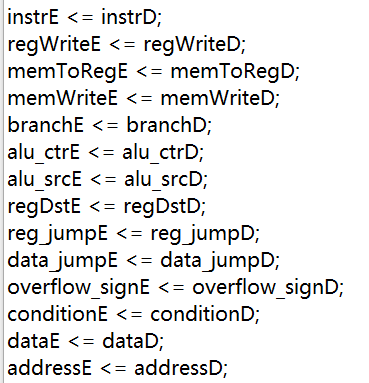 instrE <= instrD;
regWriteE <= regWriteD;
memToRegE <= memToRegD;
memWriteE <= memWriteD;
branchE <= branchD;
alu_ctrE <= alu_ctrD;
alu_srcE <= alu_srcD;
regDstE <= regDstD;
reg_jumpE <= reg_jumpD;
data_jumpE <= data_jumpD;
overflow_signE <= overflow_signD;
conditionE <= conditionD;
dataE <= dataD;
addressE <= addressD;